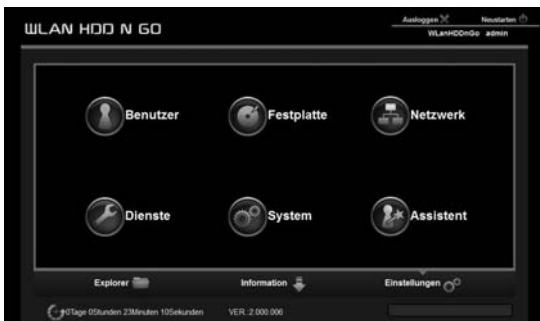 Ausloggen Neustarten
WLAN HDD N GO
WLanHDDnGo admin
Benutzer Festplatte Netzwerk
Dienste System Assistent
Explorer Information Einstellungen
0Tage 0Stunden 23Minuten 10Sekunden VER.:2.000.006